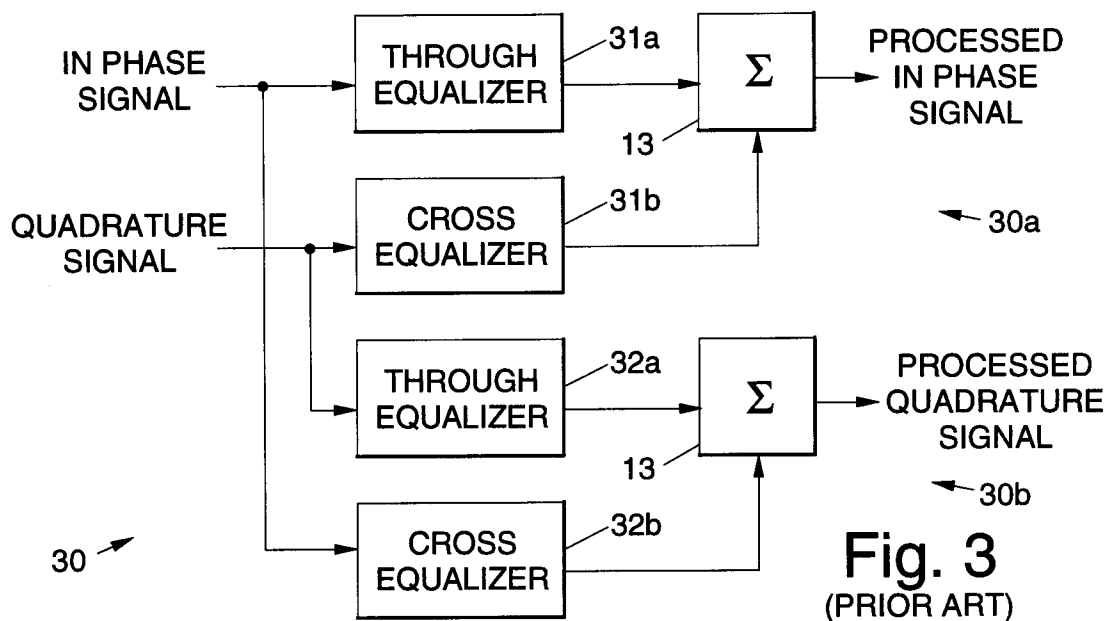 IN PHASE
SIGNAL
THROUGH
EQUALIZER
31a
Σ
13
PROCESSED
IN PHASE
SIGNAL
QUADRATURE
SIGNAL
CROSS
EQUALIZER
31b
30a
THROUGH
EQUALIZER
32a
Σ
13
PROCESSED
QUADRATURE
SIGNAL
30b
CROSS
EQUALIZER
32b
30
Fig. 3
(PRIOR ART)